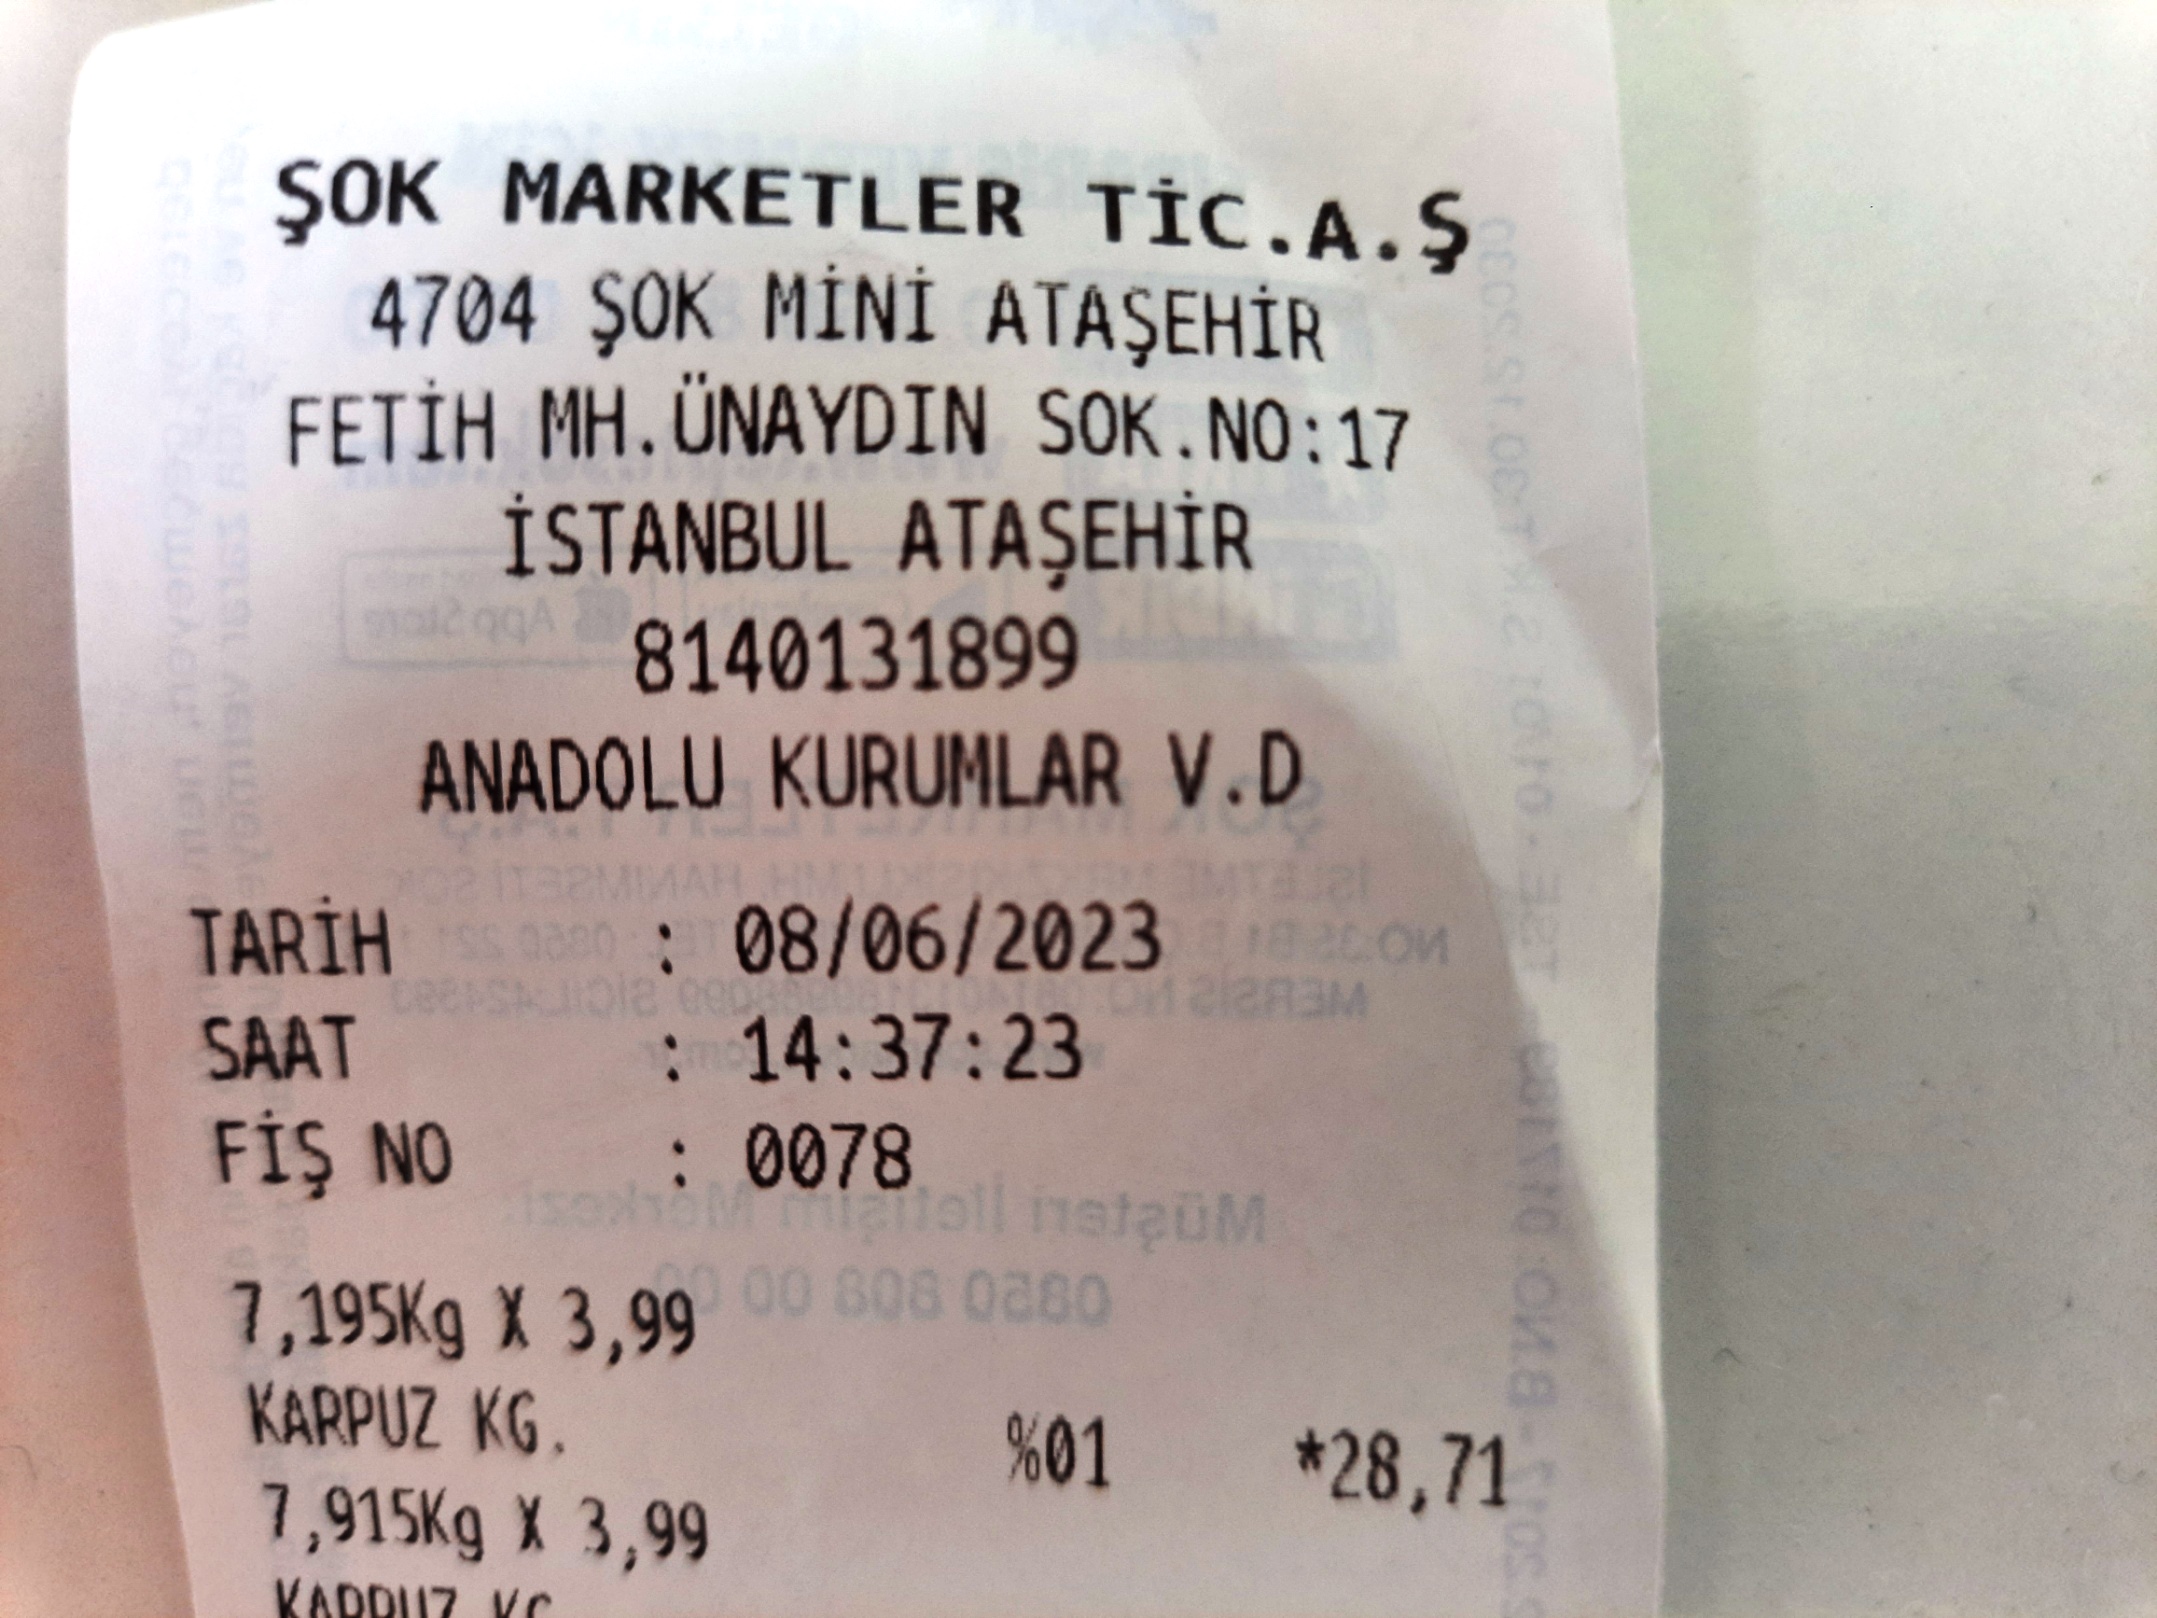 ŞOK MARKETLER TİC.A.Ş
4704 ŞOK MİNİ ATAŞEHİR
FETİH MH.ÜNAYDIN SOK.NO:17
İSTANBUL ATAŞEHİR
8140131899
ANADOLU KURUMLAR V.D
TARİH : 08/06/2023
SAAT : 14:37:23
FİŞ NO : 0078
7,195Kg X 3,99
KARPUZ KG. %01 *28,71
7,915Kg X 3,99
KARPUZ KG